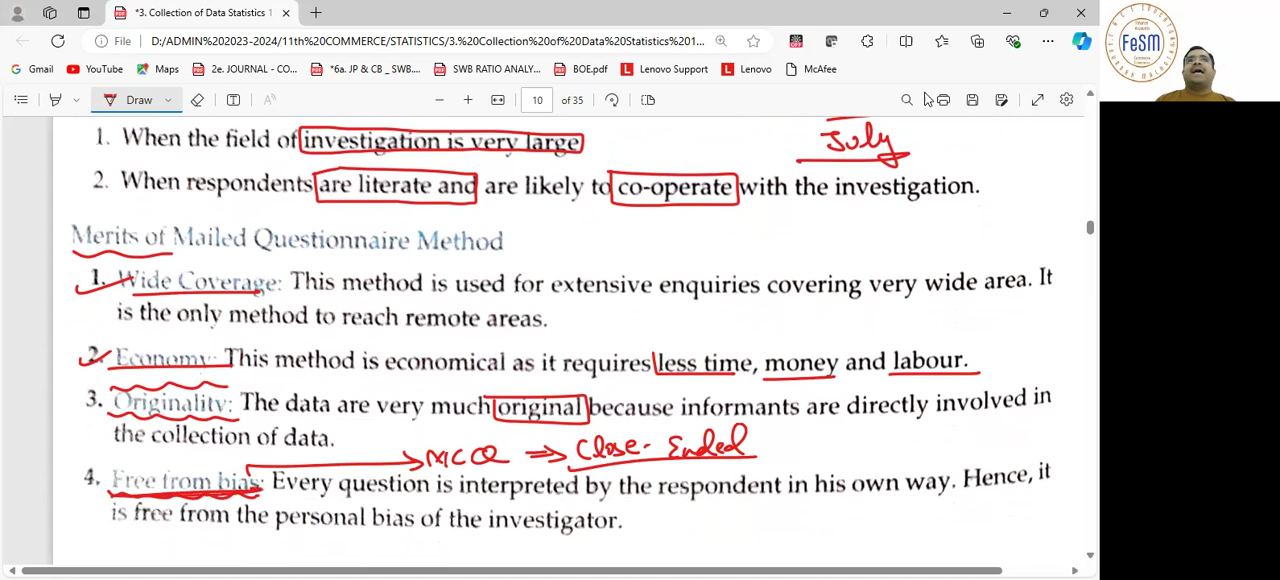 *3. Collection of Data Statistics 1
File D:/ADMIN%202023-2024/11th%20COMMERCE/STATIS/3.%20Collection%20of%20Data%20Statistics%201...
Gmail YouTube Maps 2e. JOURNAL - CO... *6a. JP & CB _ SWB.... SWB RATIO ANALY... BOE.pdf Lenovo Support Lenovo McAfee
Draw 10 of 35
FeSM
July
1. When the field of investigation is very large
2. When respondents are literate and are likely to co-operate with the investigation.
Merits of Mailed Questionnaire Method
1. Wide Coverage: This method is used for extensive enquiries covering very wide area. It
is the only method to reach remote areas.
2. Economy: This method is economical as it requires less time, money and labour.
3. Originality: The data are very much original because informants are directly involved in
the collection of data.
MCQ ⇒ Close-Ended
4. Free from bias: Every question is interpreted by the respondent in his own way. Hence, it
is free from the personal bias of the investigator.